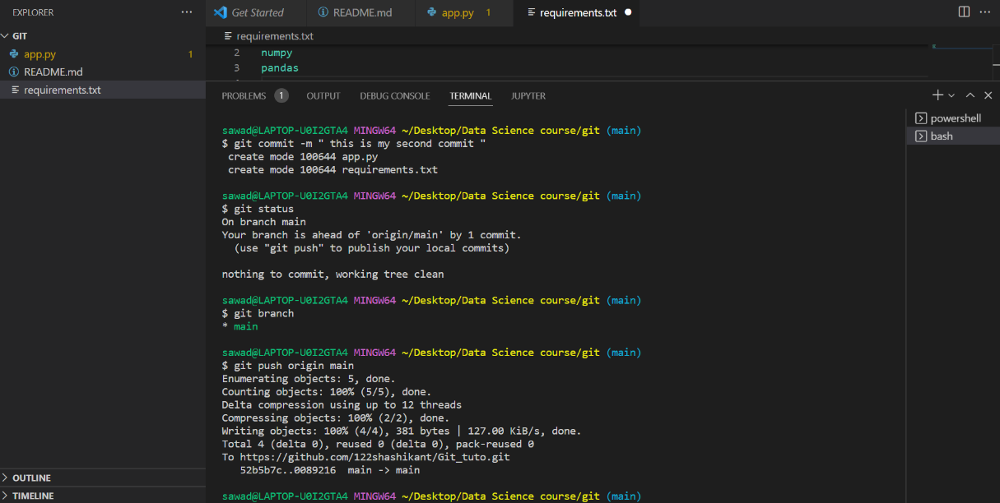 EXPLORER ···
Get Started README.md app.py 1 requirements.txt
GIT
app.py 1
README.md
requirements.txt
requirements.txt
2 numpy
3 pandas
PROBLEMS 1 OUTPUT DEBUG CONSOLE TERMINAL JUPYTER
powershell
bash
sawad@LAPTOP-U0I2GTA4 MINGW64 ~/Desktop/Data Science course/git (main)
$ git commit -m " this is my second commit "
create mode 100644 app.py
create mode 100644 requirements.txt
sawad@LAPTOP-U0I2GTA4 MINGW64 ~/Desktop/Data Science course/git (main)
$ git status
On branch main
Your branch is ahead of 'origin/main' by 1 commit.
(use "git push" to publish your local commits)
nothing to commit, working tree clean
sawad@LAPTOP-U0I2GTA4 MINGW64 ~/Desktop/Data Science course/git (main)
$ git branch
* main
sawad@LAPTOP-U0I2GTA4 MINGW64 ~/Desktop/Data Science course/git (main)
$ git push origin main
Enumerating objects: 5, done.
Counting objects: 100% (5/5), done.
Delta compression using up to 12 threads
Compressing objects: 100% (2/2), done.
Writing objects: 100% (4/4), 381 bytes | 127.00 KiB/s, done.
Total 4 (delta 0), reused 0 (delta 0), pack-reused 0
To https://github.com/122shashikant/Git_tuto.git
52b5b7c..0089216 main -> main
sawad@LAPTOP-U0I2GTA4 MINGW64 ~/Desktop/Data Science course/git (main)
OUTLINE
TIMELINE